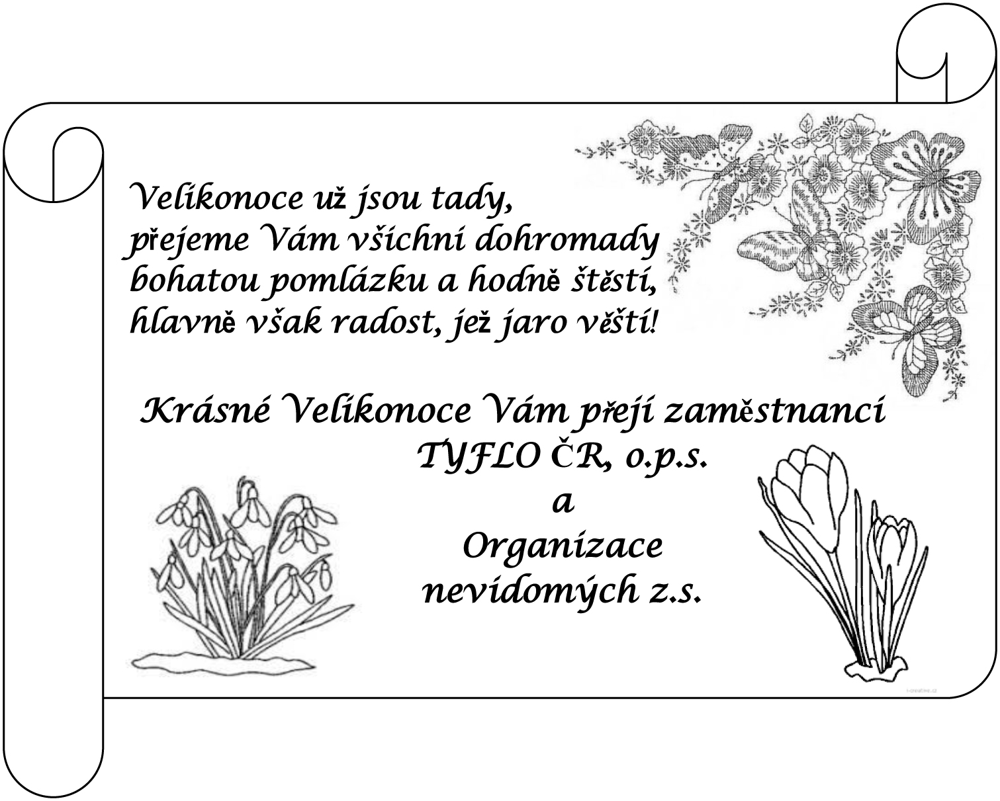 Velikonoce už jsou tady,
přejeme Vám všichni dohromady
bohatou pomlázku a hodně štěstí,
hlavně však radost, jež jaro věští!
Krásné Velikonoce Vám přejí zaměstnanci
TYFLO ČR, o.p.s.
a
Organizace
nevidomých z.s.
i-creative.cz